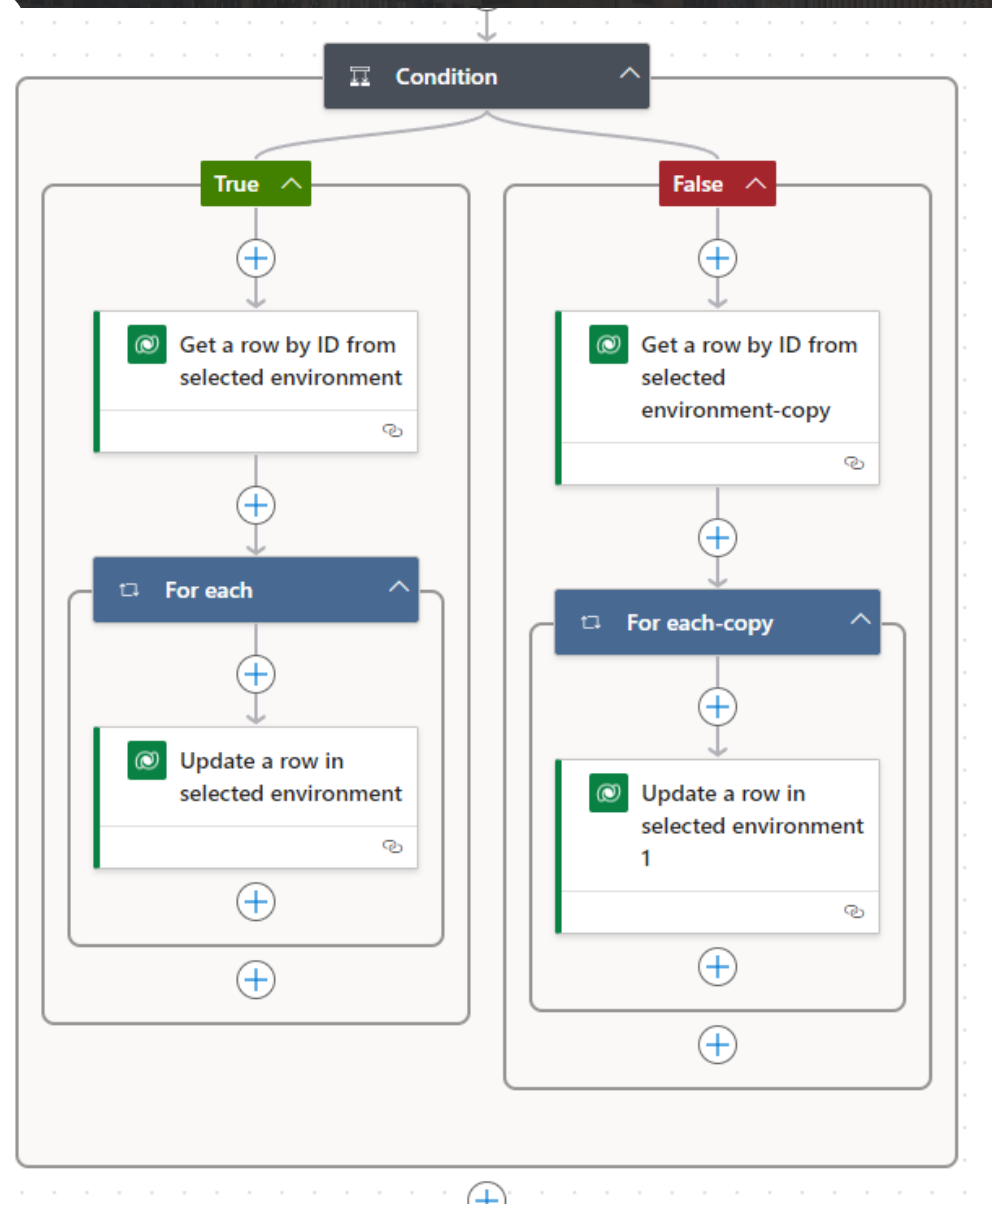 Condition
True
Get a row by ID from
selected environment
For each
Update a row in
selected environment
False
Get a row by ID from
selected
environment-copy
For each-copy
Update a row in
selected environment
1